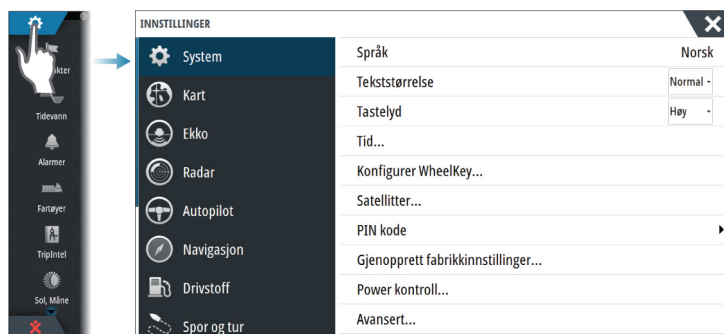 kter
Tidevann
Alarmer
Fartøyer
TripIntel
Sol, Måne
INNSTILLINGER
System
Kart
Ekko
Radar
Autopilot
Navigasjon
Drivstoff
Spor og tur
Språk Norsk
Tekststørrelse Normal
Tastelyd Høy
Tid...
Konfigurer WheelKey...
Satellitter...
PIN kode
Gjenopprett fabrikkinnstillinger...
Power kontroll...
Avansert...